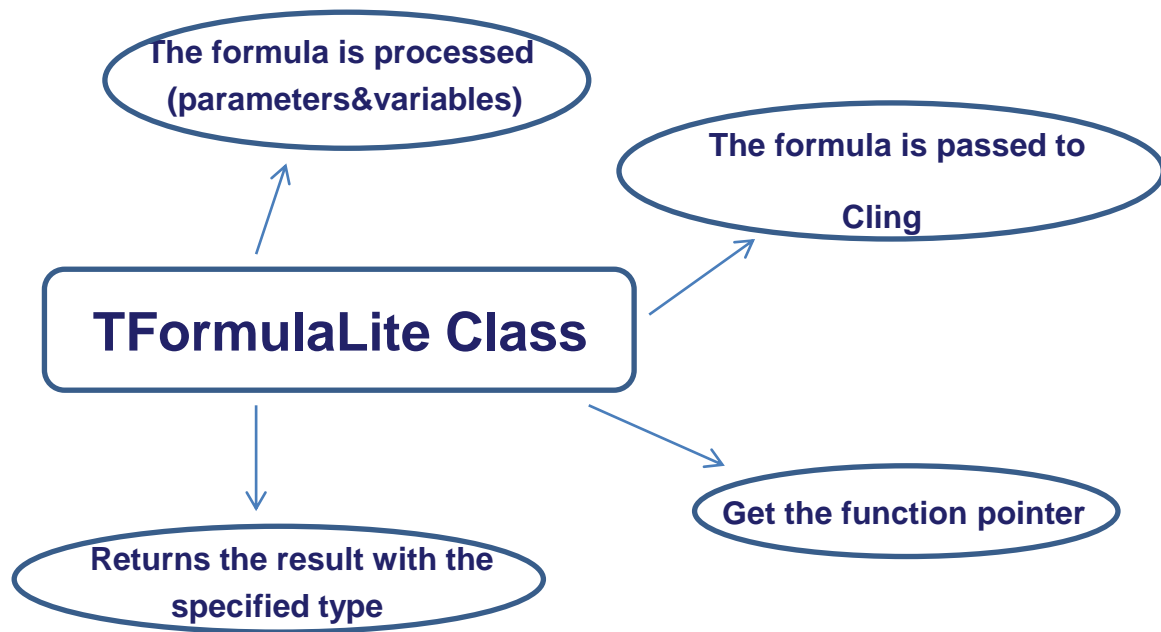 The formula is processed
(parameters&variables)
The formula is passed to
Cling
TFormulaLite Class
Get the function pointer
Returns the result with the
specified type